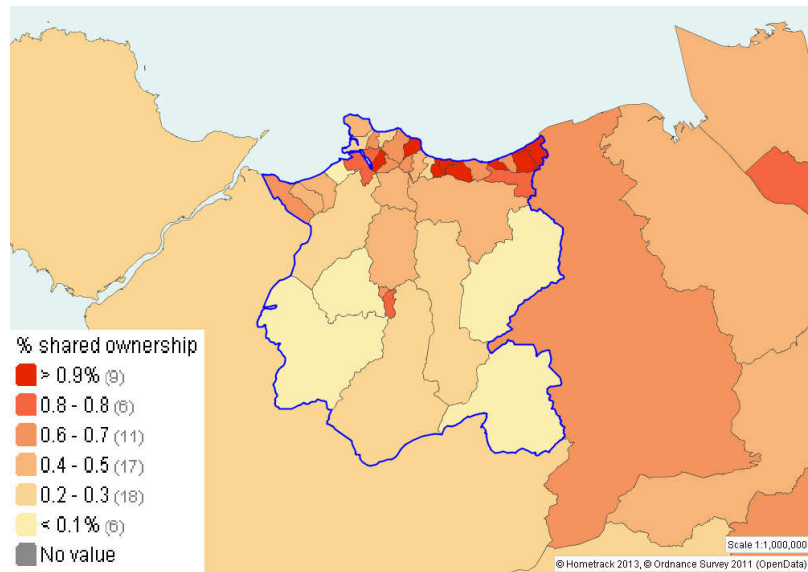 % shared ownership
> 0.9% (9)
0.8 - 0.8 (6)
0.6 - 0.7 (11)
0.4 - 0.5 (17)
0.2 - 0.3 (18)
< 0.1% (6)
No value
Scale 1:1,000,000
© Hometrack 2013, © Ordnance Survey 2011 (OpenData)